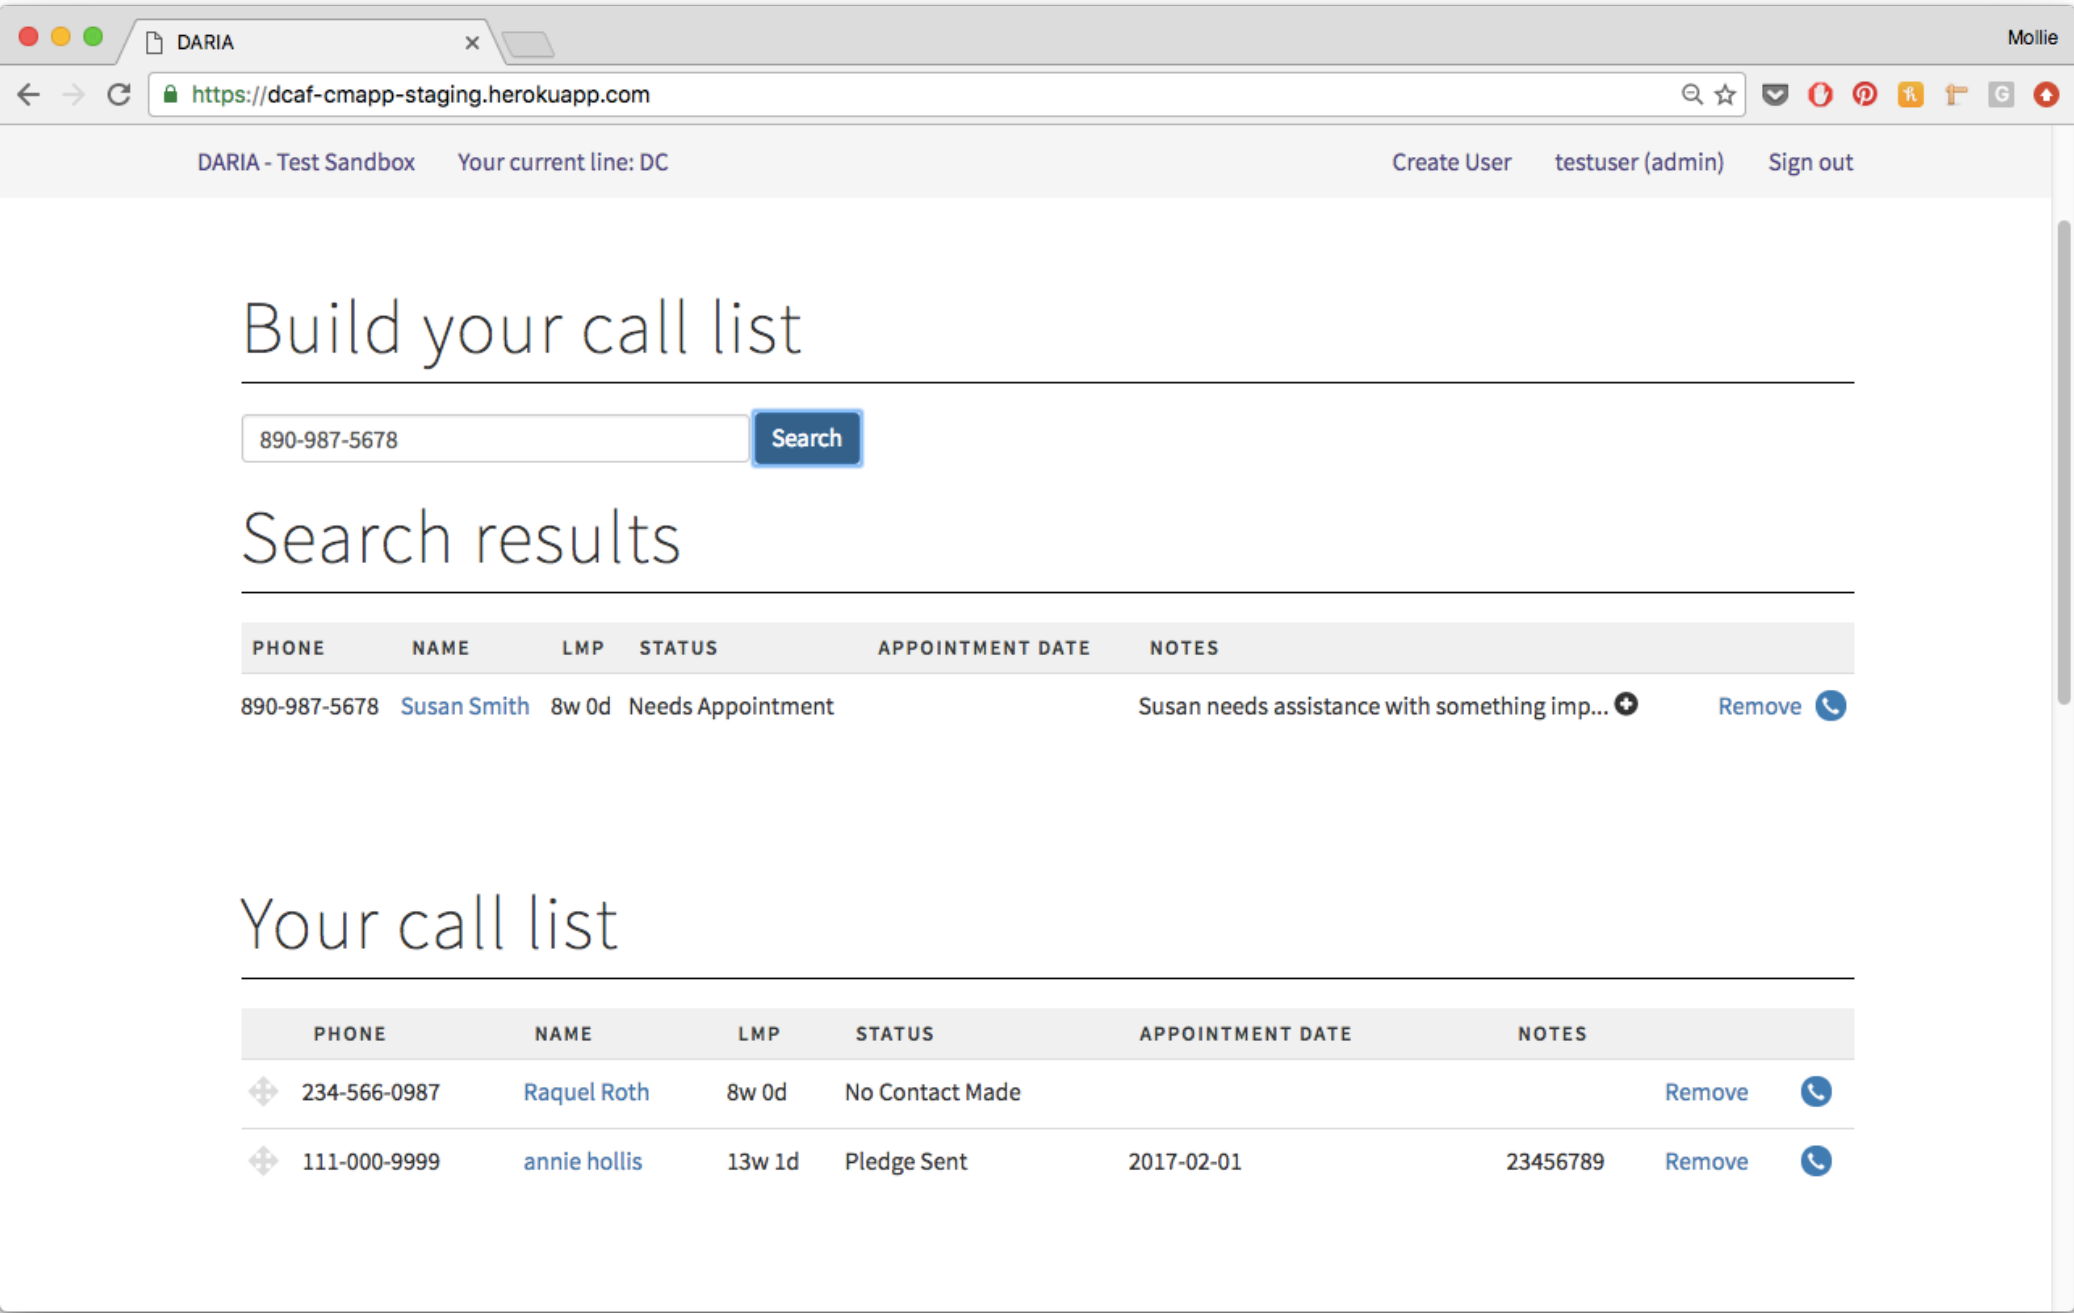 DARIA
Mollie
https://dcaf-cmapp-staging.herokuapp.com
DARIA - Test Sandbox Your current line: DC Create User testuser (admin) Sign out
Build your call list
890-987-5678 Search
Search results
PHONE NAME LMP STATUS APPOINTMENT DATE NOTES
890-987-5678 Susan Smith 8w 0d Needs Appointment Susan needs assistance with something imp... Remove
Your call list
PHONE NAME LMP STATUS APPOINTMENT DATE NOTES
234-566-0987 Raquel Roth 8w 0d No Contact Made Remove
111-000-9999 annie hollis 13w 1d Pledge Sent 2017-02-01 23456789 Remove